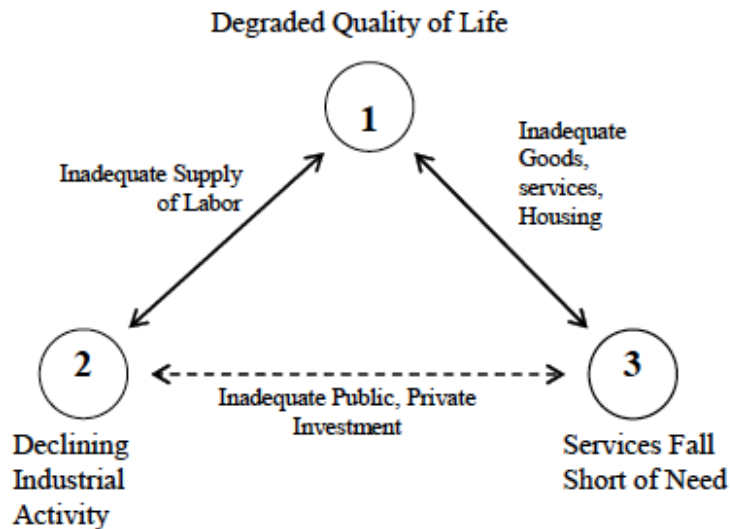 Degraded Quality of Life
1
Inadequate Supply
of Labor
Inadequate
Goods,
services,
Housing
2
3
Inadequate Public, Private
Investment
Declining
Industrial
Activity
Services Fall
Short of Need